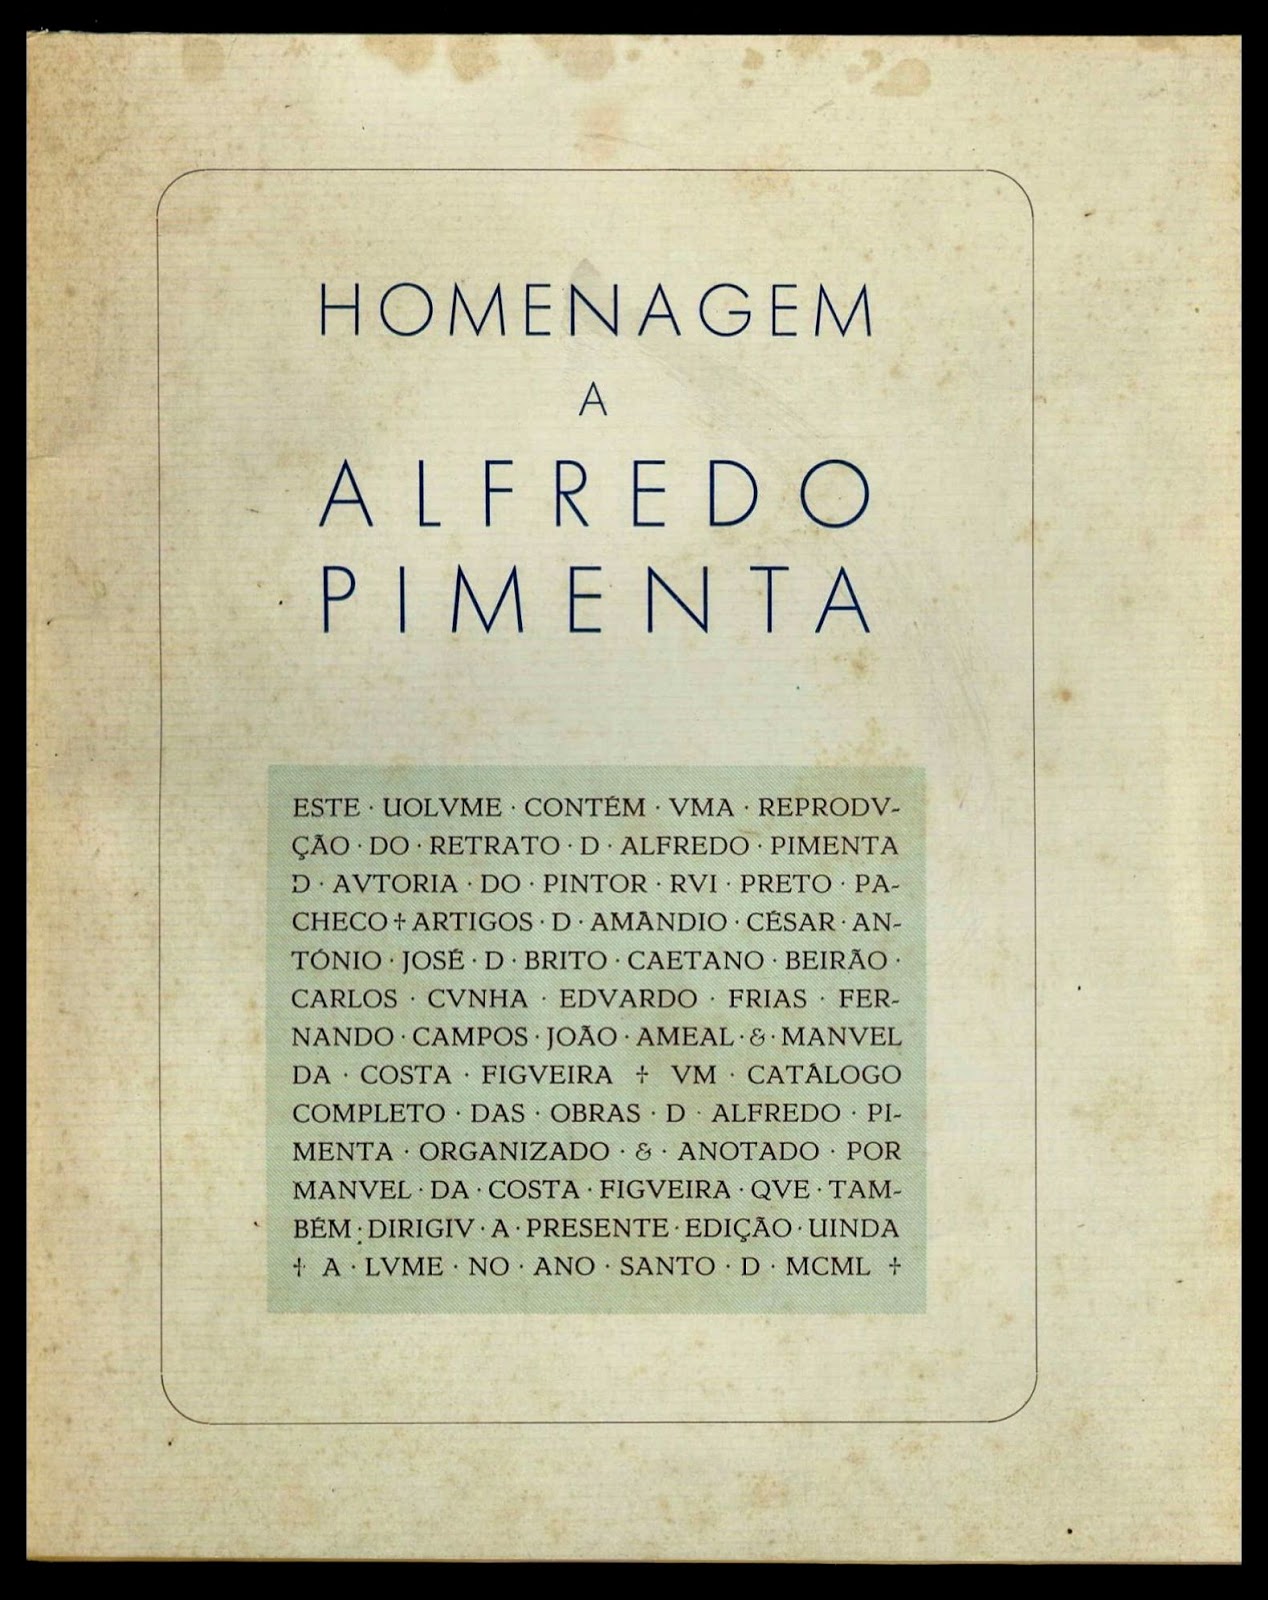 HOMENAGEM
A
ALFREDO
PIMENTA
ESTE · UOLVME · CONTÉM · VMA · REPRODV-
ÇÃO · DO · RETRATO · D · ALFREDO · PIMENTA
D · AVTORIA · DO · PINTOR · RVI · PRETO · PA-
CHECO † ARTIGOS · D · AMÂNDIO · CÉSAR · AN-
TÓNIO · JOSÉ · D · BRITO · CAETANO · BEIRÃO ·
CARLOS · CVNHA · EDVARDO · FRIAS · FER-
NANDO · CAMPOS · JOÃO · AMEAL · & · MANVEL
DA · COSTA · FIGVEIRA † VM · CATÁLOGO
COMPLETO · DAS · OBRAS · D · ALFREDO · PI-
MENTA · ORGANIZADO · & · ANOTADO · POR
MANVEL · DA · COSTA · FIGVEIRA · QVE · TAM-
BÉM · DIRIGIV · A · PRESENTE · EDIÇÃO · UINDA
† A · LVME · NO · ANO · SANTO · D · MCML †